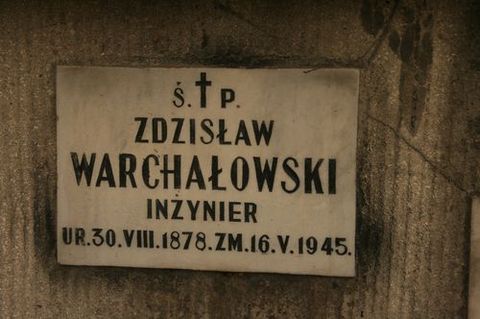 Ś.†P.
ZDZISŁAW
WARCHAŁOWSKI
INŻYNIER
UR.30.VIII.1878.ZM.16.V.1945.